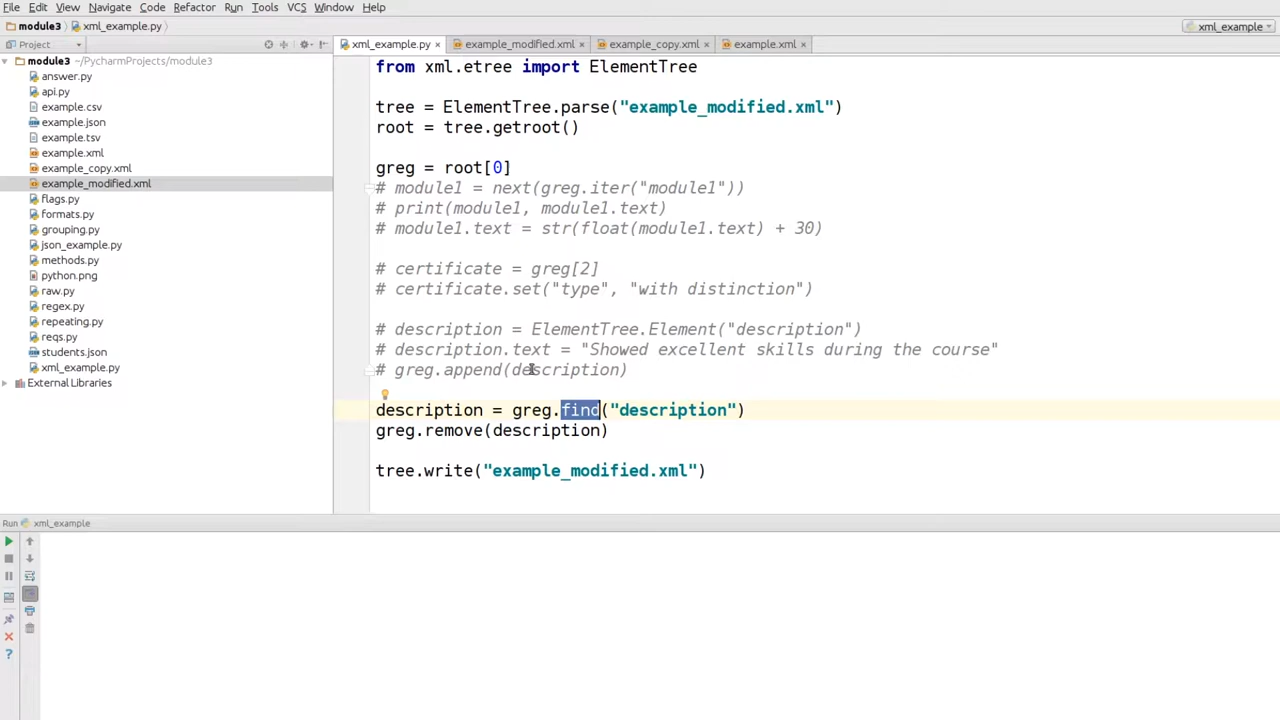 File Edit View Navigate Code Refactor Run Tools VCS Window Help
module3 xml_example.py xml_example
Project xml_example.py example_modified.xml example_copy.xml example.xml
module3 ~/PycharmProjects/module3
answer.py
api.py
example.csv
example.json
example.tsv
example.xml
example_copy.xml
example_modified.xml
flags.py
formats.py
grouping.py
json_example.py
methods.py
python.png
raw.py
regex.py
repeating.py
reqs.py
students.json
xml_example.py
External Libraries
from xml.etree import ElementTree
tree = ElementTree.parse("example_modified.xml")
root = tree.getroot()
greg = root[0]
# module1 = next(greg.iter("module1"))
# print(module1, module1.text)
# module1.text = str(float(module1.text) + 30)
# certificate = greg[2]
# certificate.set("type", "with distinction")
# description = ElementTree.Element("description")
# description.text = "Showed excellent skills during the course"
# greg.append(description)
description = greg.find("description")
greg.remove(description)
tree.write("example_modified.xml")
Run xml_example